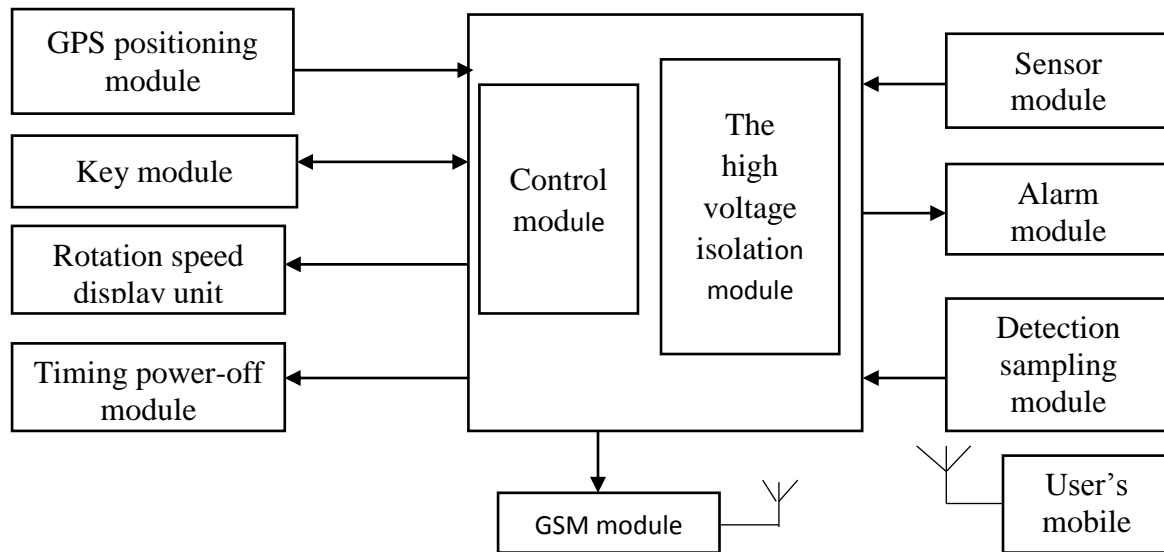 GPS positioning
module
Key module
Rotation speed
display unit
Timing power-off
module
Control
module
The
high
voltage
isolation
module
Sensor
module
Alarm
module
Detection
sampling
module
GSM module
User's
mobile